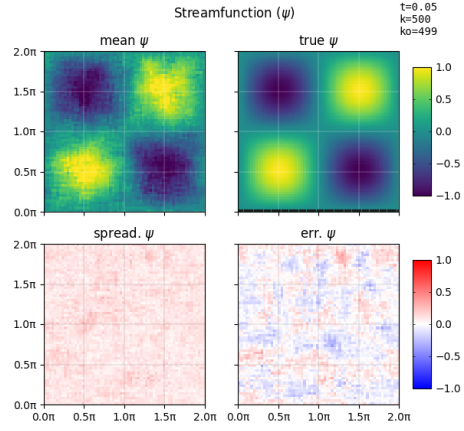 Streamfunction (ψ)
t=0.05
k=500
ko=499
mean ψ
true ψ
2.0π
1.5π
1.0π
0.5π
0.0π
1.0
0.5
0.0
−0.5
−1.0
spread. ψ
err. ψ
2.0π
1.5π
1.0π
0.5π
0.0π
0.0π 0.5π 1.0π 1.5π 2.0π
0.0π 0.5π 1.0π 1.5π 2.0π
1.0
0.5
0.0
−0.5
−1.0